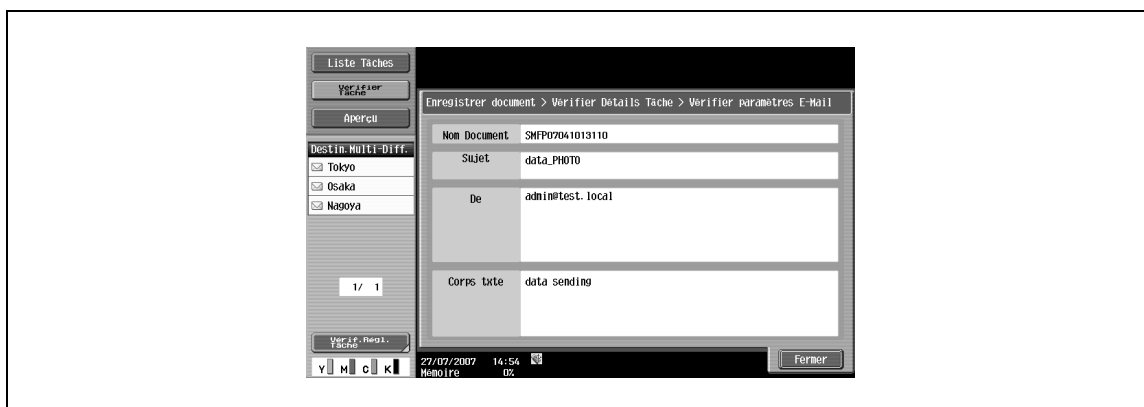 Liste Tâches
Vérifier
Tâche
Aperçu
Destin.Multi-Diff.
Tokyo
Osaka
Nagoya
1/ 1
Vérif.Régl.
Tâche
Y M C K
Enregistrer document > Vérifier Détails Tâche > Vérifier paramètres E-Mail
Nom Document SMFP07041013110
Sujet data_PHOTO
De admin@test.local
Corps txte data sending
27/07/2007 14:54
Mémoire 0%
Fermer